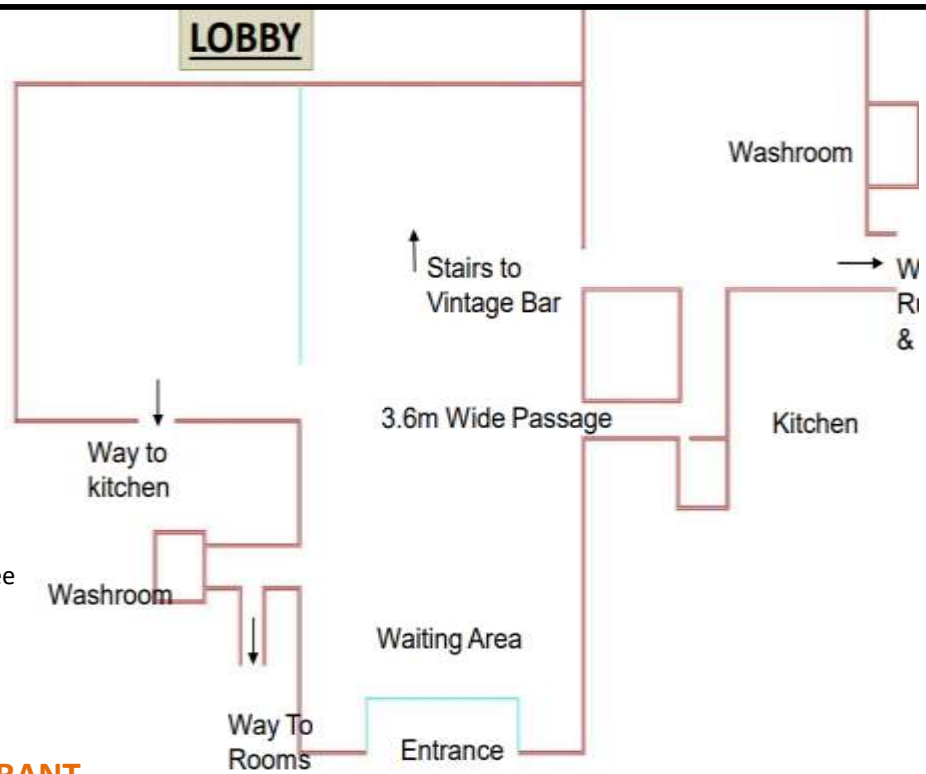 LOBBY
Washroom
Stairs to
Vintage Bar
3.6m Wide Passage
Kitchen
Way to
kitchen
Washroom
Waiting Area
Way To
Rooms
Entrance